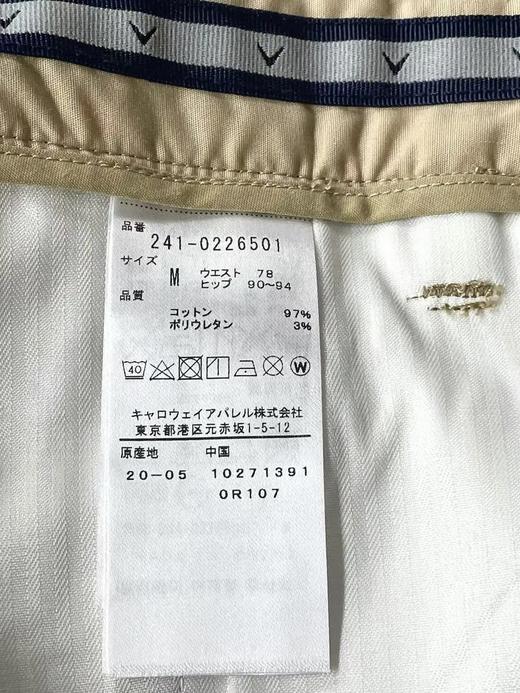 品番
241-0226501
サイズ
M ウエスト 78
ヒップ 90〜94
品質
コットン 97%
ポリウレタン 3%
40 W
キャロウェイアパレル株式会社
東京都港区元赤坂1-5-12
原産地 中国
20-05 10271391
0R107